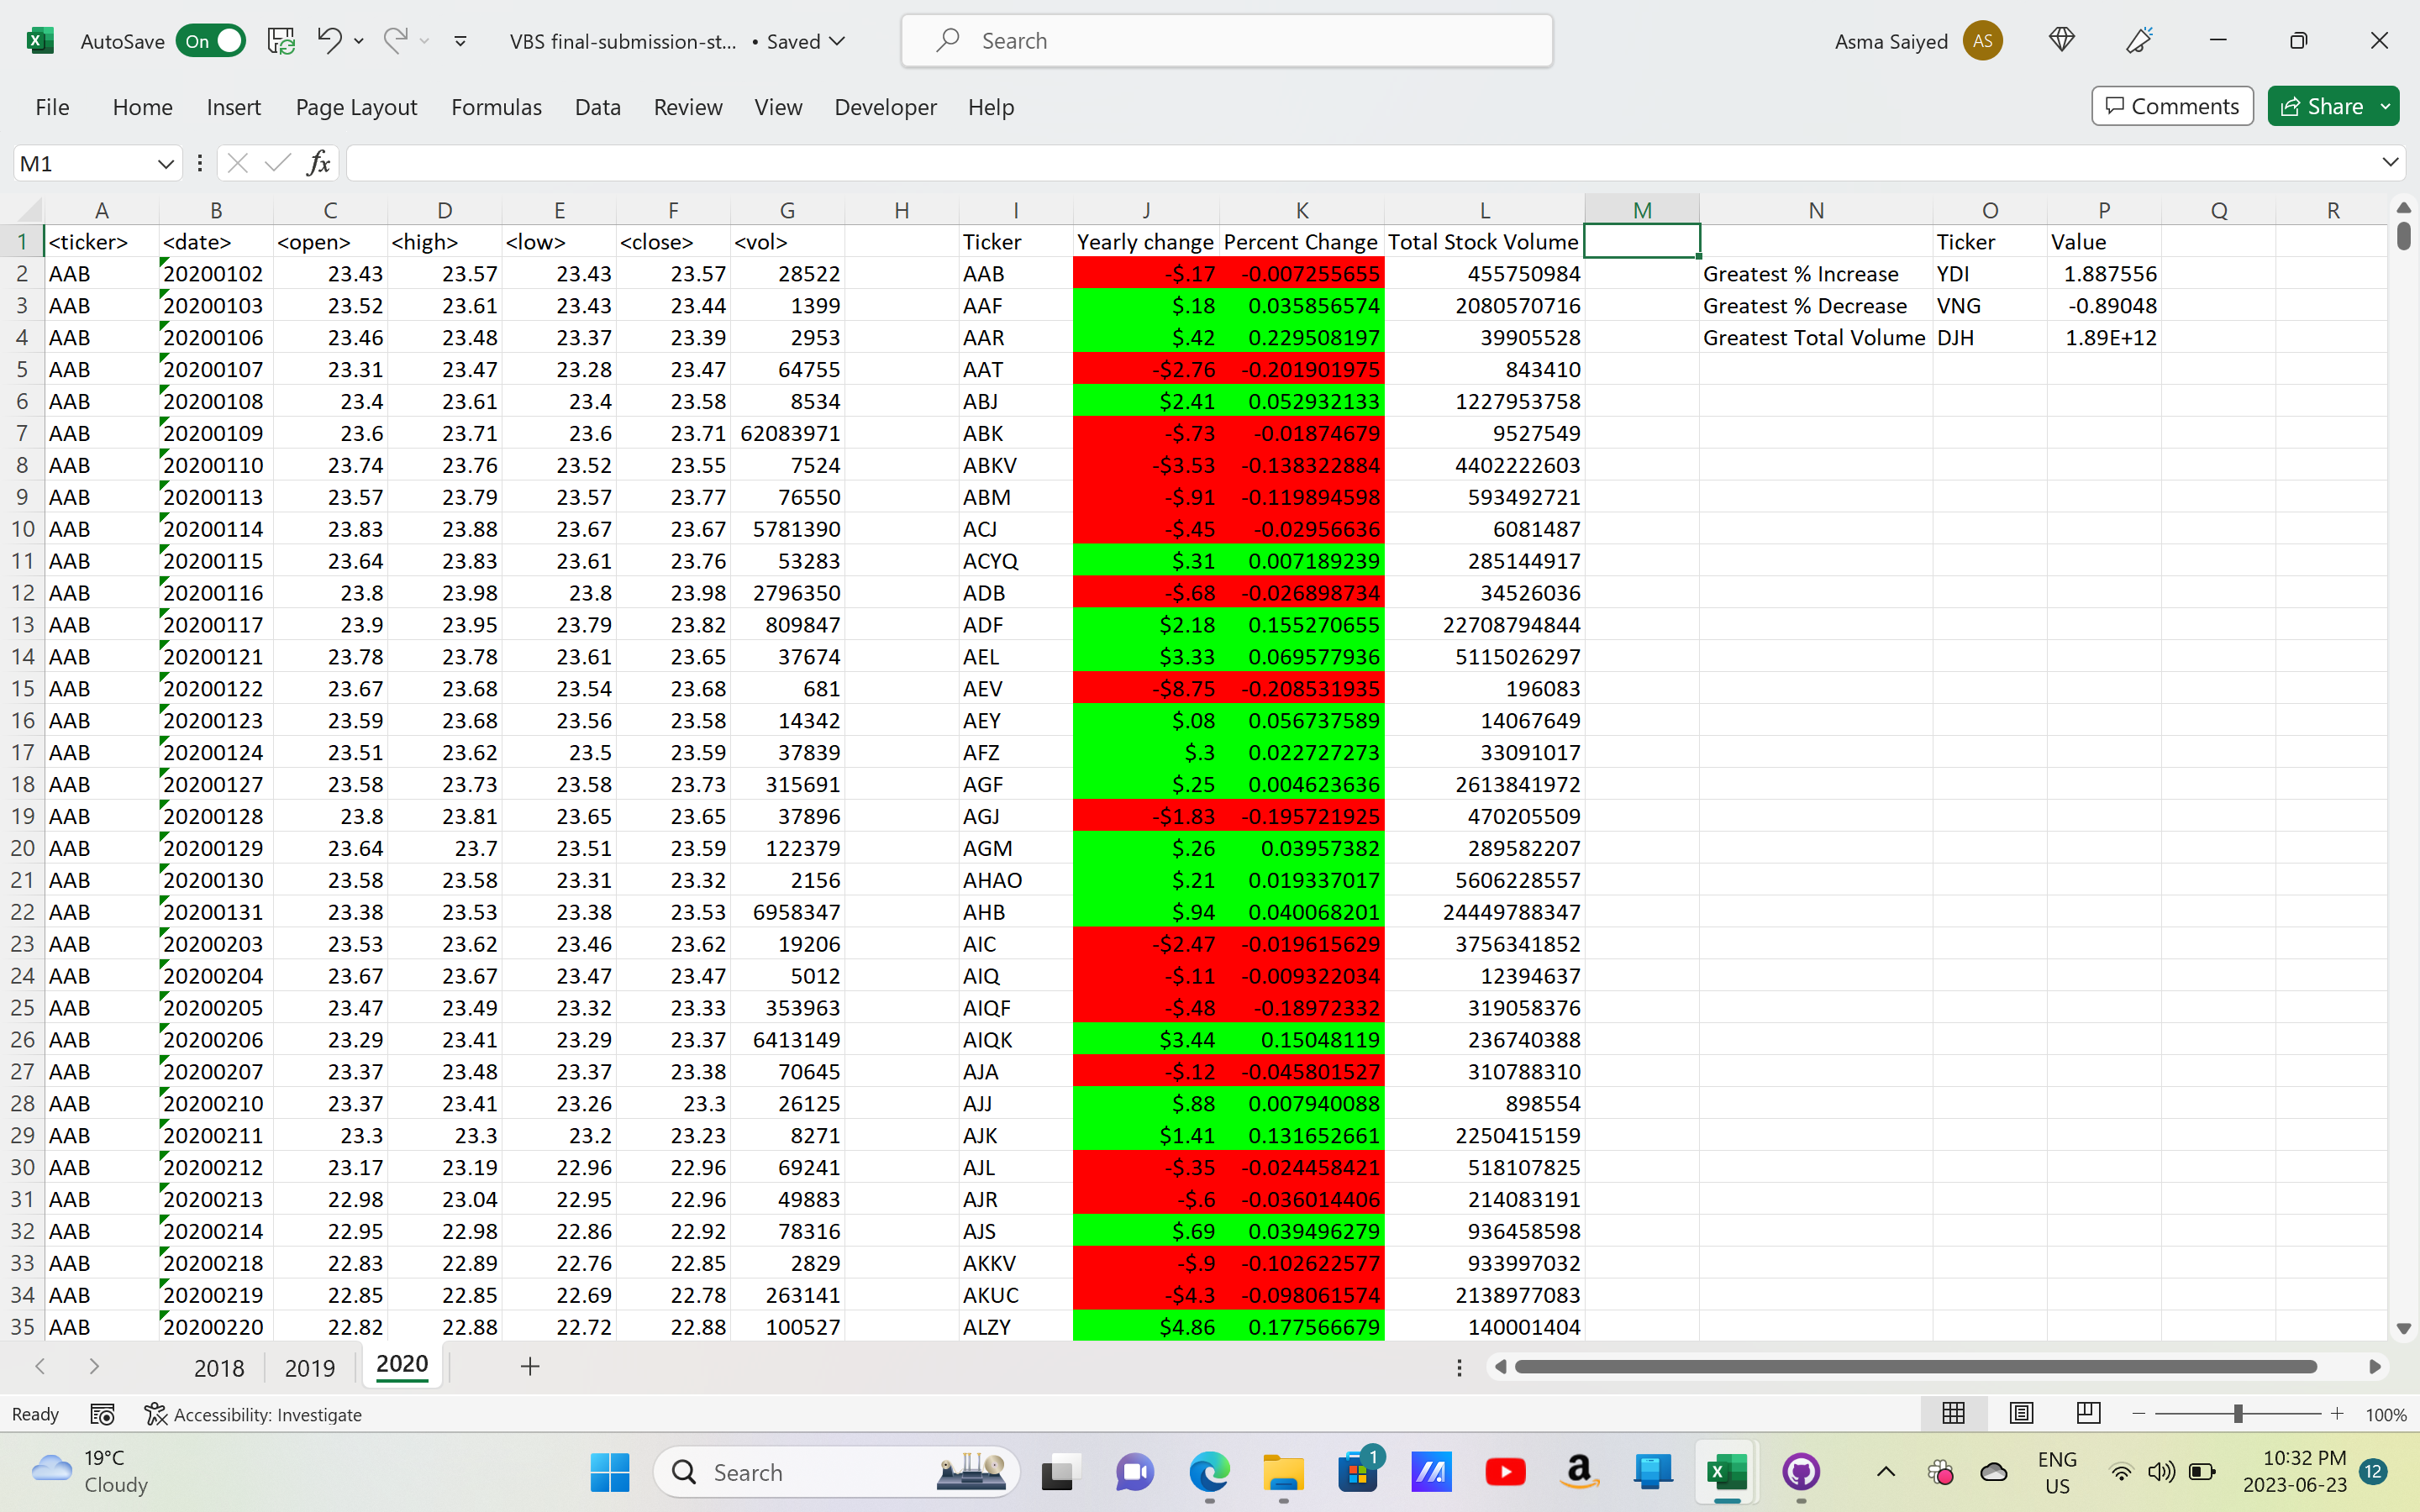 AutoSave On VBS final-submission-st... • Saved Search Asma Saiyed AS
File Home Insert Page Layout Formulas Data Review View Developer Help Comments Share
M1 fx
A B C D E F G H I J K L M N O P Q R
1 <ticker> <date> <open> <high> <low> <close> <vol> Ticker Yearly change Percent Change Total Stock Volume Ticker Value
2 AAB 20200102 23.43 23.57 23.43 23.57 28522 AAB -$.17 -0.007255655 455750984 Greatest % Increase YDI 1.887556
3 AAB 20200103 23.52 23.61 23.43 23.44 1399 AAF $.18 0.035856574 2080570716 Greatest % Decrease VNG -0.89048
4 AAB 20200106 23.46 23.48 23.37 23.39 2953 AAR $.42 0.229508197 39905528 Greatest Total Volume DJH 1.89E+12
5 AAB 20200107 23.31 23.47 23.28 23.47 64755 AAT -$2.76 -0.201901975 843410
6 AAB 20200108 23.4 23.61 23.4 23.58 8534 ABJ $2.41 0.052932133 1227953758
7 AAB 20200109 23.6 23.71 23.6 23.71 62083971 ABK -$.73 -0.01874679 9527549
8 AAB 20200110 23.74 23.76 23.52 23.55 7524 ABKV -$3.53 -0.138322884 4402222603
9 AAB 20200113 23.57 23.79 23.57 23.77 76550 ABM -$.91 -0.119894598 593492721
10 AAB 20200114 23.83 23.88 23.67 23.67 5781390 ACJ -$.45 -0.02956636 6081487
11 AAB 20200115 23.64 23.83 23.61 23.76 53283 ACYQ $.31 0.007189239 285144917
12 AAB 20200116 23.8 23.98 23.8 23.98 2796350 ADB -$.68 -0.026898734 34526036
13 AAB 20200117 23.9 23.95 23.79 23.82 809847 ADF $2.18 0.155270655 22708794844
14 AAB 20200121 23.78 23.78 23.61 23.65 37674 AEL $3.33 0.069577936 5115026297
15 AAB 20200122 23.67 23.68 23.54 23.68 681 AEV -$8.75 -0.208531935 196083
16 AAB 20200123 23.59 23.68 23.56 23.58 14342 AEY $.08 0.056737589 14067649
17 AAB 20200124 23.51 23.62 23.5 23.59 37839 AFZ $.3 0.022727273 33091017
18 AAB 20200127 23.58 23.73 23.58 23.73 315691 AGF $.25 0.004623636 2613841972
19 AAB 20200128 23.8 23.81 23.65 23.65 37896 AGJ -$1.83 -0.195721925 470205509
20 AAB 20200129 23.64 23.7 23.51 23.59 122379 AGM $.26 0.03957382 289582207
21 AAB 20200130 23.58 23.58 23.31 23.32 2156 AHAO $.21 0.019337017 5606228557
22 AAB 20200131 23.38 23.53 23.38 23.53 6958347 AHB $.94 0.040068201 24449788347
23 AAB 20200203 23.53 23.62 23.46 23.62 19206 AIC -$2.47 -0.019615629 3756341852
24 AAB 20200204 23.67 23.67 23.47 23.47 5012 AIQ -$.11 -0.009322034 12394637
25 AAB 20200205 23.47 23.49 23.32 23.33 353963 AIQF -$.48 -0.18972332 319058376
26 AAB 20200206 23.29 23.41 23.29 23.37 6413149 AIQK $3.44 0.15048119 236740388
27 AAB 20200207 23.37 23.48 23.37 23.38 70645 AJA -$.12 -0.045801527 310788310
28 AAB 20200210 23.37 23.41 23.26 23.3 26125 AJJ $.88 0.007940088 898554
29 AAB 20200211 23.3 23.3 23.2 23.23 8271 AJK $1.41 0.131652661 2250415159
30 AAB 20200212 23.17 23.19 22.96 22.96 69241 AJL -$.35 -0.024458421 518107825
31 AAB 20200213 22.98 23.04 22.95 22.96 49883 AJR -$.6 -0.036014406 214083191
32 AAB 20200214 22.95 22.98 22.86 22.92 78316 AJS $.69 0.039496279 936458598
33 AAB 20200218 22.83 22.89 22.76 22.85 2829 AKKV -$.9 -0.102622577 933997032
34 AAB 20200219 22.85 22.85 22.69 22.78 263141 AKUC -$4.3 -0.098061574 2138977083
35 AAB 20200220 22.82 22.88 22.72 22.88 100527 ALZY $4.86 0.177566679 140001404
2018 2019 2020
Ready Accessibility: Investigate 100%
19°C
Cloudy
Search
1
ENG
US
10:32 PM
2023-06-23
12